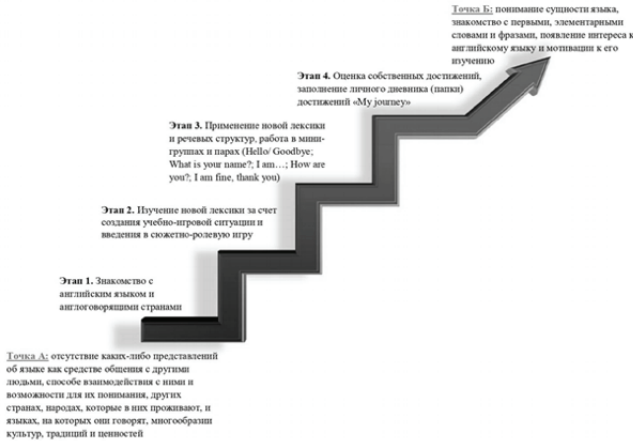 Точка Б: понимание сущности языка,
знакомство с первыми, элементарными
словами и фразами, появление интереса к
английскому языку и мотивации к его
изучению
Этап 4. Оценка собственных достижений,
заполнение личного дневника (папки)
достижений «My journey»
Этап 3. Применение новой лексики
и речевых структур, работа в мини-
группах и парах (Hello/ Goodbye;
What is your name?; I am…; How are
you?; I am fine, thank you)
Этап 2. Изучение новой лексики за счет
создания учебно-игровой ситуации и
введения в сюжетно-ролевую игру
Этап 1. Знакомство с
английским языком и
англоговорящими странами
Точка А: отсутствие каких-либо представлений
об языке как средстве общения с другими
людьми, способе взаимодействия с ними и
возможности для их понимания, других
странах, народах, которые в них проживают, и
языках, на которых они говорят, многообразии
культур, традиций и ценностей